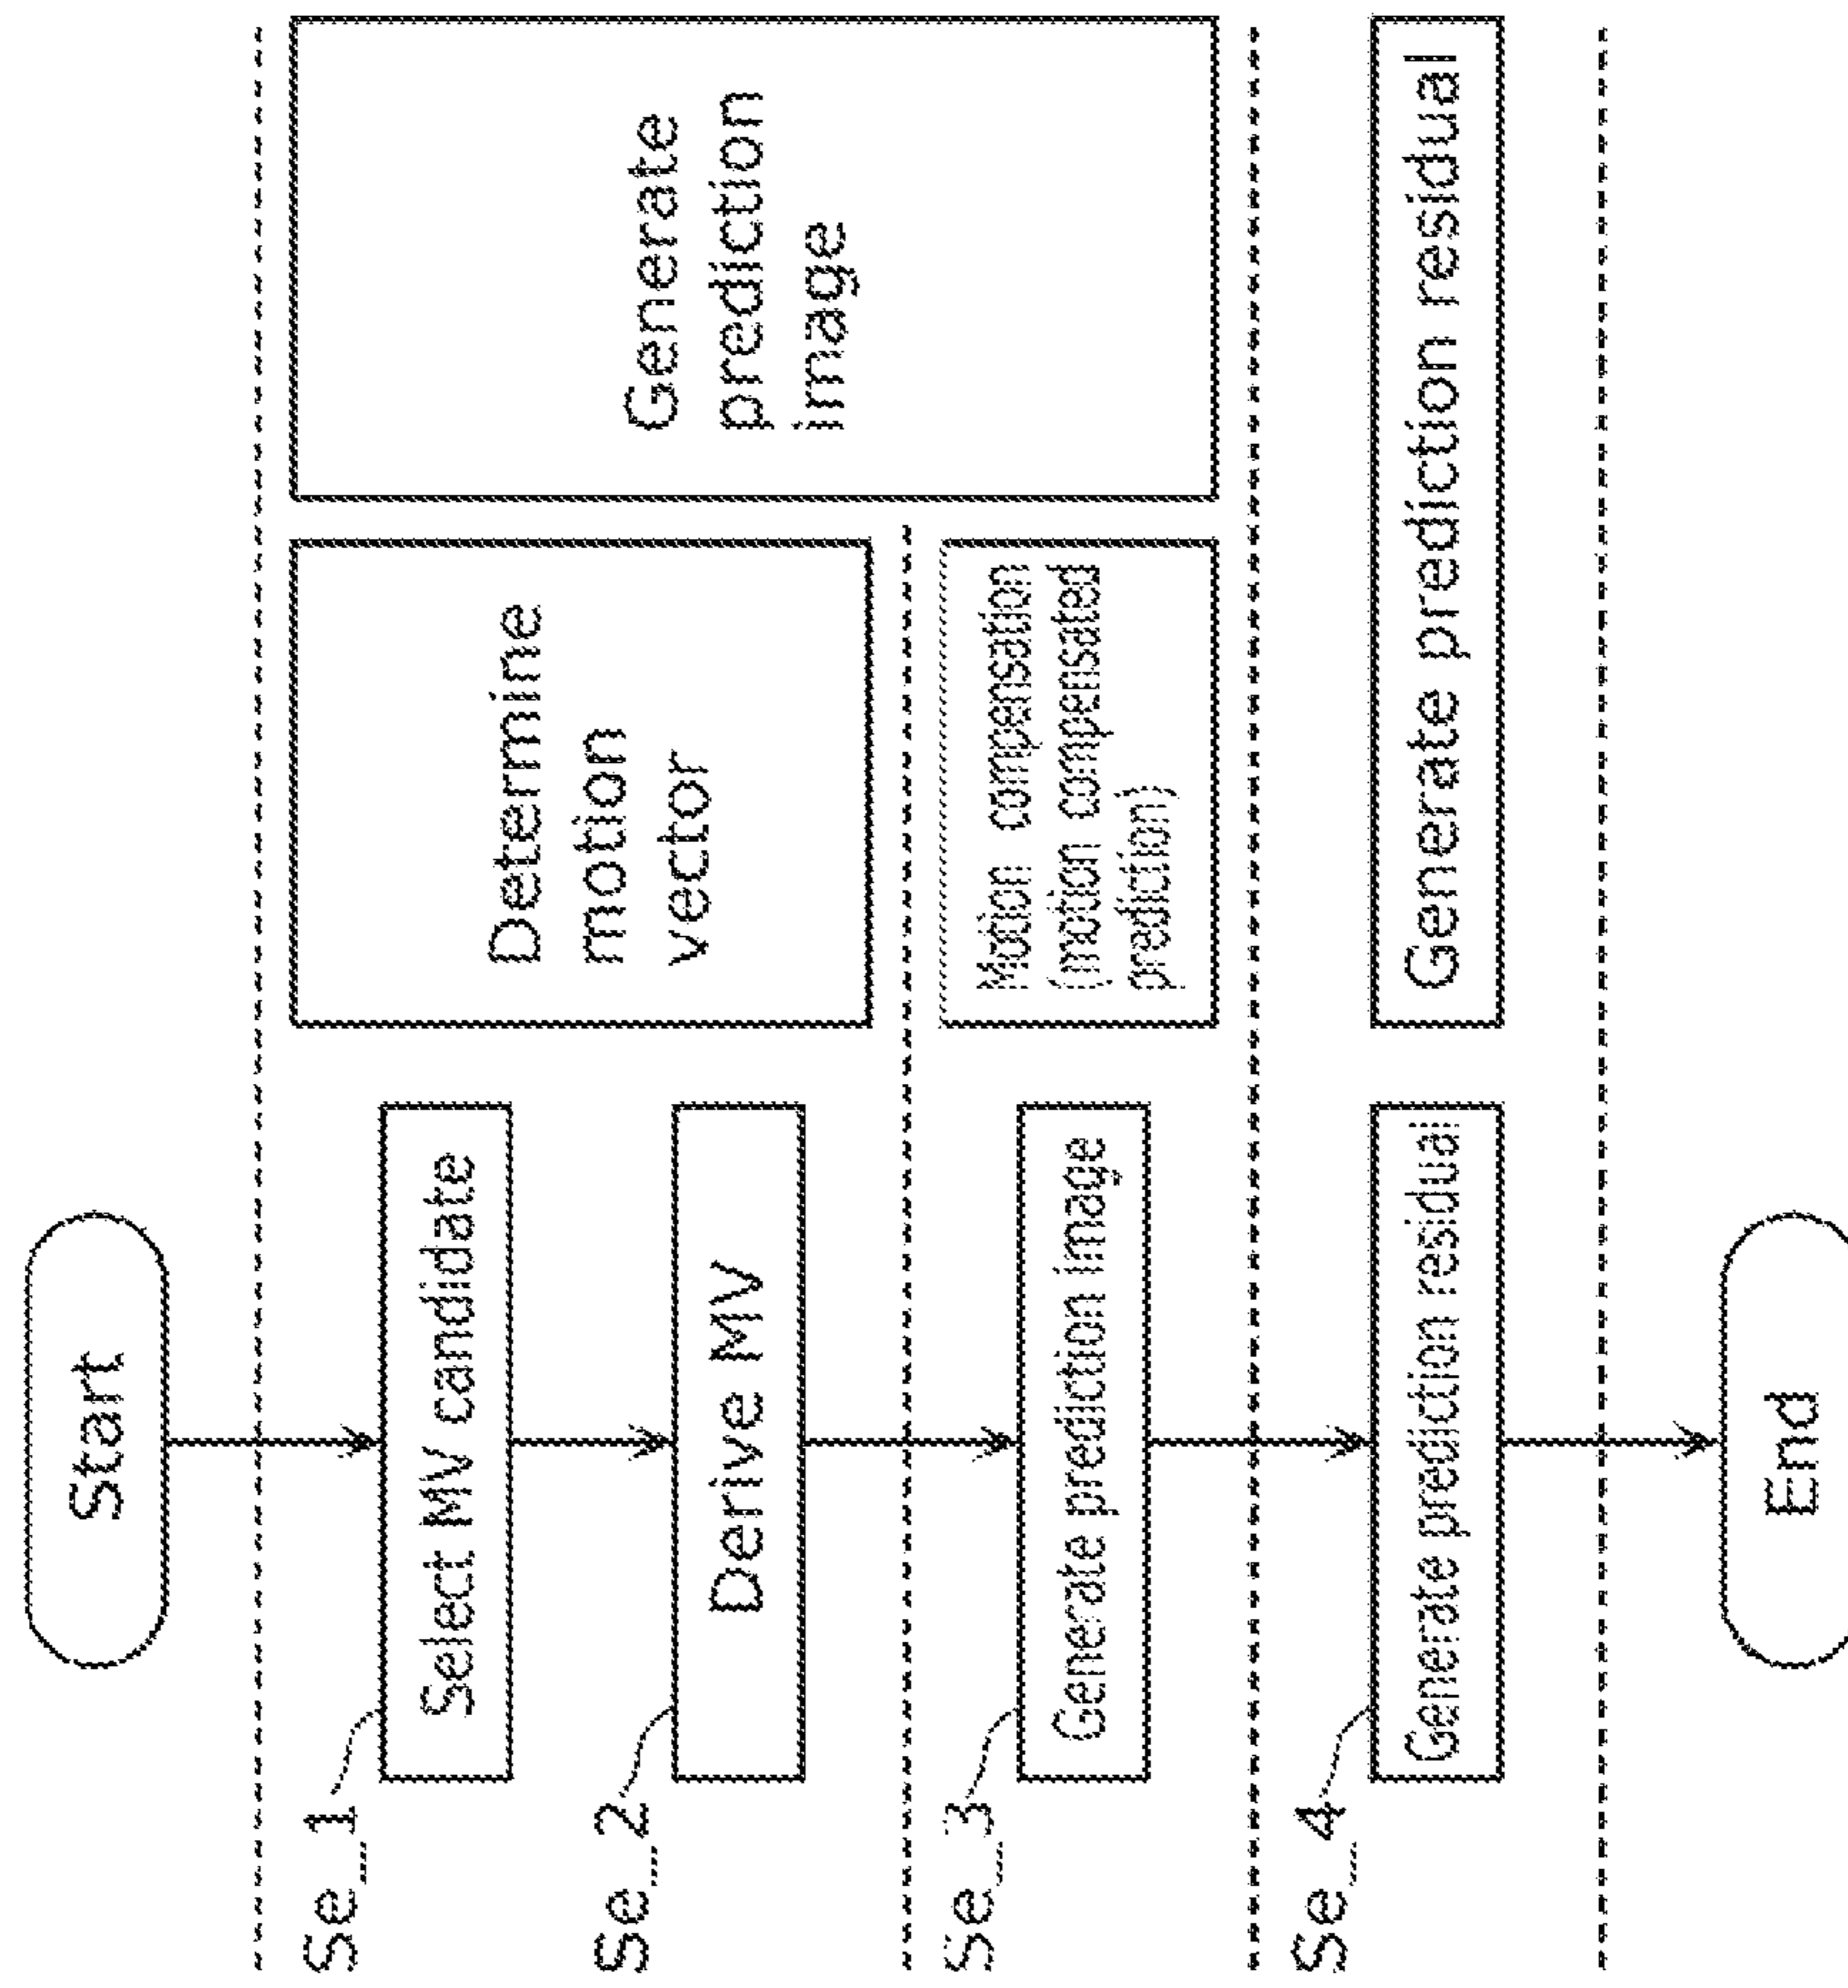 Start
Se_1
Select MV candidate
Se_2
Derive MV
Determine
motion
vector
Generate
prediction
image
Se_3
Generate prediction image
Motion compensation
(motion compensated
prediction)
Se_4
Generate prediction residual
Generate prediction residual
End